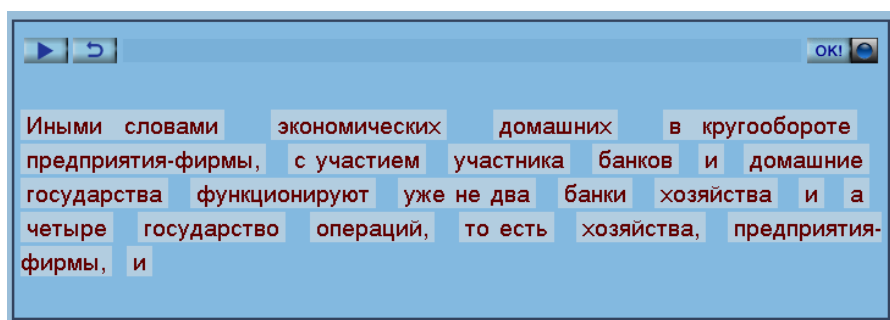 OK!
Иными словами экономических домашних в кругообороте
предприятия-фирмы, с участием участника банков и домашние
государства функционируют уже не два банки хозяйства и а
четыре государство операций, то есть хозяйства, предприятия-
фирмы, и